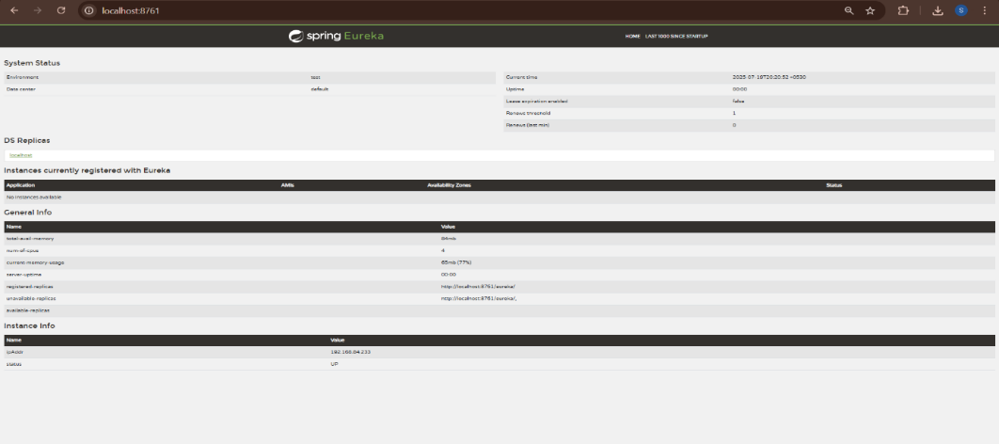 localhost:8761
S
spring Eureka
HOME LAST 1000 SINCE STARTUP
System Status
Environment test
Data center default
Current time 2025-07-18T20:20:52 +0530
Uptime 00:00
Lease expiration enabled false
Renews threshold 1
Renews (last min) 0
DS Replicas
localhost
Instances currently registered with Eureka
Application AMIs Availability Zones Status
No instances available
General Info
Name Value
total-avail-memory
num-of-cpus 4
current-memory-usage 65mb (77%)
server-uptime 00:00
registered-replicas http://localhost:8761/eureka/
unavailable-replicas http://localhost:8761/eureka/,
available-replicas
Instance Info
Name Value
ipAddr 192.168.84.233
status UP